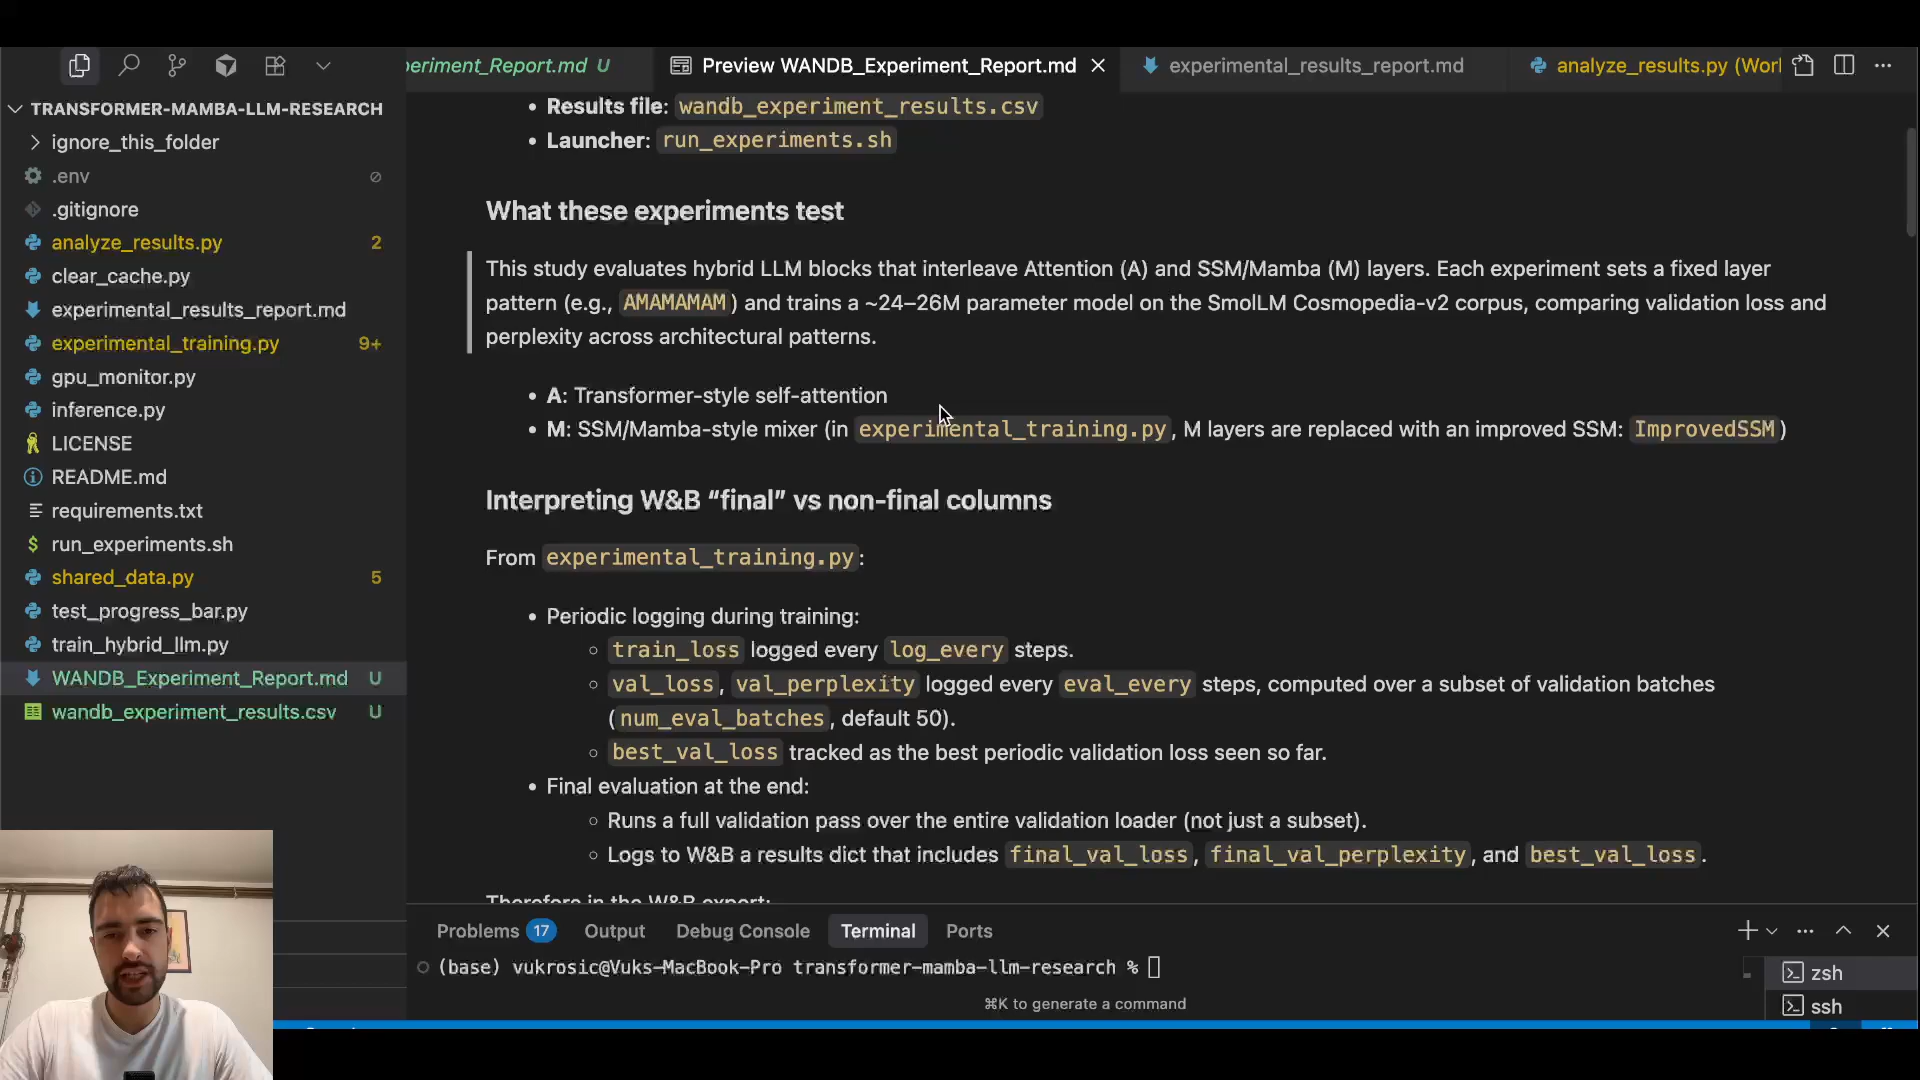 periment_Report.md U
Preview WANDB_Experiment_Report.md
experimental_results_report.md
analyze_results.py (Worl
TRANSFORMER-MAMBA-LLM-RESEARCH
ignore_this_folder
.env
.gitignore
analyze_results.py 2
clear_cache.py
experimental_results_report.md
experimental_training.py 9+
gpu_monitor.py
inference.py
LICENSE
README.md
requirements.txt
$ run_experiments.sh
shared_data.py 5
test_progress_bar.py
train_hybrid_llm.py
WANDB_Experiment_Report.md U
wandb_experiment_results.csv U
• Results file: wandb_experiment_results.csv
• Launcher: run_experiments.sh
What these experiments test
This study evaluates hybrid LLM blocks that interleave Attention (A) and SSM/Mamba (M) layers. Each experiment sets a fixed layer
pattern (e.g., AMAMAMAM) and trains a ~24–26M parameter model on the SmolLM Cosmopedia-v2 corpus, comparing validation loss and
perplexity across architectural patterns.
• A: Transformer-style self-attention
• M: SSM/Mamba-style mixer (in experimental_training.py, M layers are replaced with an improved SSM: ImprovedSSM)
Interpreting W&B “final” vs non-final columns
From experimental_training.py:
• Periodic logging during training:
◦ train_loss logged every log_every steps.
◦ val_loss, val_perplexity logged every eval_every steps, computed over a subset of validation batches
(num_eval_batches, default 50).
◦ best_val_loss tracked as the best periodic validation loss seen so far.
• Final evaluation at the end:
◦ Runs a full validation pass over the entire validation loader (not just a subset).
◦ Logs to W&B a results dict that includes final_val_loss, final_val_perplexity, and best_val_loss.
Therefore in the W&B export:
Problems 17 Output Debug Console Terminal Ports
(base) vukrosic@Vuks-MacBook-Pro transformer-mamba-llm-research %
⌘K to generate a command
zsh
ssh